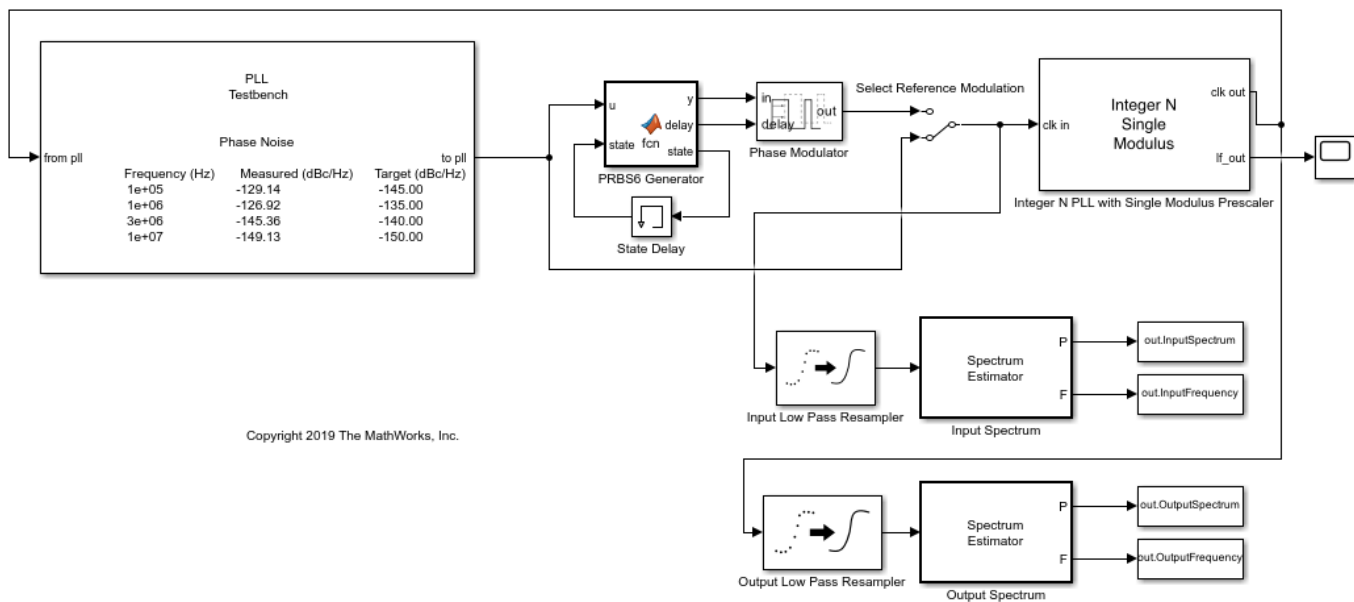 PLL
Testbench
Phase Noise
from pll
to pll
Frequency (Hz) Measured (dBc/Hz) Target (dBc/Hz)
1e+05 -129.14 -145.00
1e+06 -126.92 -135.00
3e+06 -145.36 -140.00
1e+07 -149.13 -150.00
u
state
y
delay
state
fcn
PRBS6 Generator
State Delay
in
delay
out
Phase Modulator
Select Reference Modulation
Integer N
Single
Modulus
clk in
clk out
lf_out
Integer N PLL with Single Modulus Prescaler
Input Low Pass Resampler
Spectrum
Estimator
P
F
Input Spectrum
out.InputSpectrum
out.InputFrequency
Copyright 2019 The MathWorks, Inc.
Output Low Pass Resampler
Spectrum
Estimator
P
F
Output Spectrum
out.OutputSpectrum
out.OutputFrequency